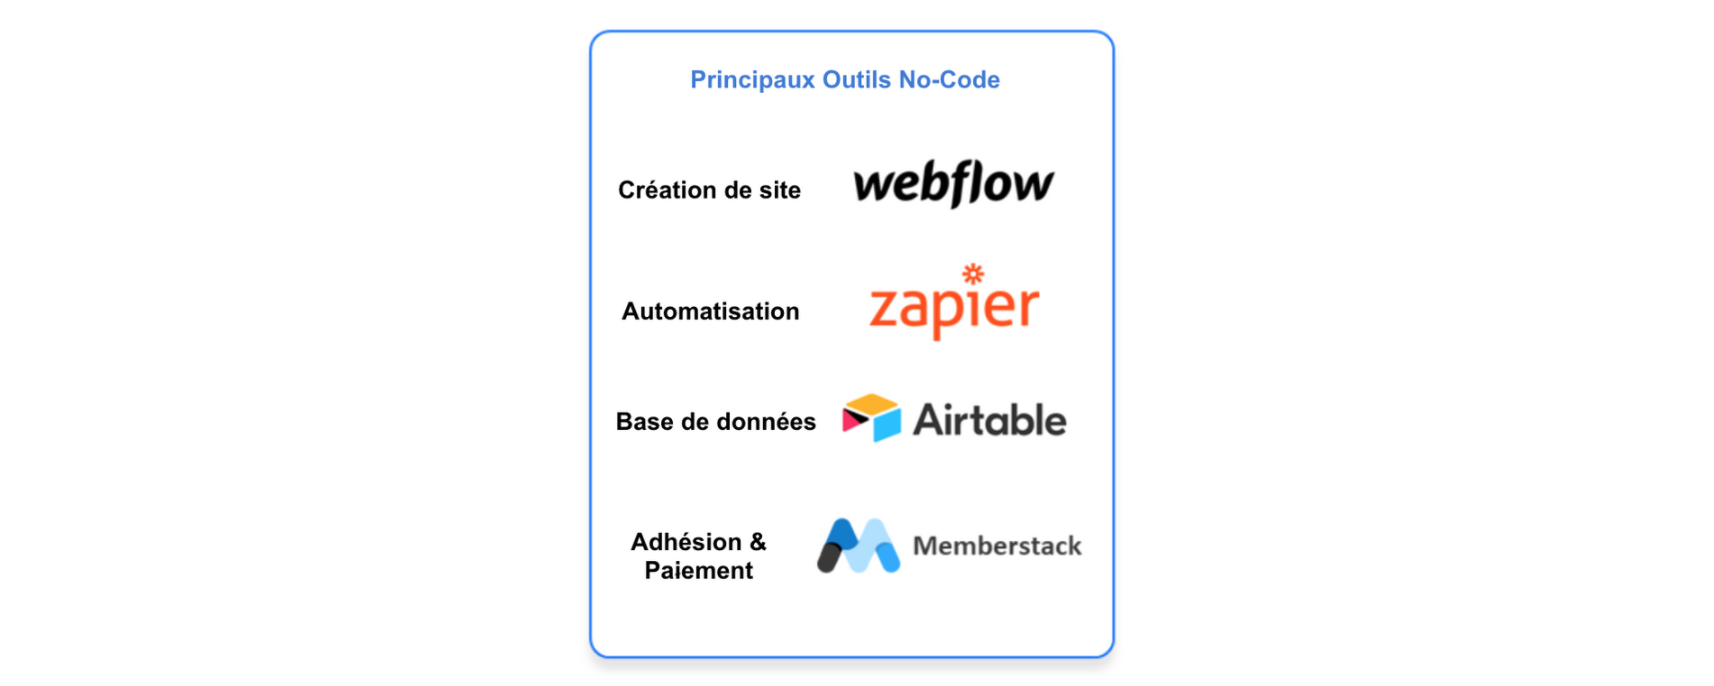 Principaux Outils No-Code
Création de site
webflow
Automatisation
zapier
Base de données
Airtable
Adhésion &
Paiement
Memberstack